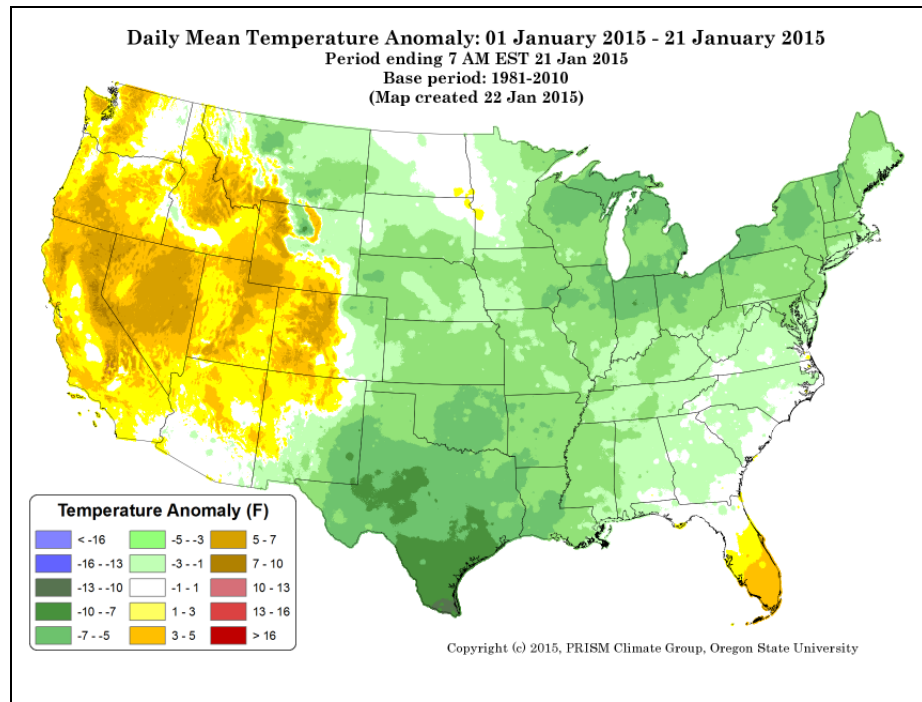 Daily Mean Temperature Anomaly: 01 January 2015 - 21 January 2015
Period ending 7 AM EST 21 Jan 2015
Base period: 1981-2010
(Map created 22 Jan 2015)
Temperature Anomaly (F)
< -16
-5 - -3
5 - 7
-16 - -13
-3 - -1
7 - 10
-13 - -10
-1 - 1
10 - 13
-10 - -7
1 - 3
13 - 16
-7 - -5
3 - 5
> 16
Copyright (c) 2015, PRISM Climate Group, Oregon State University